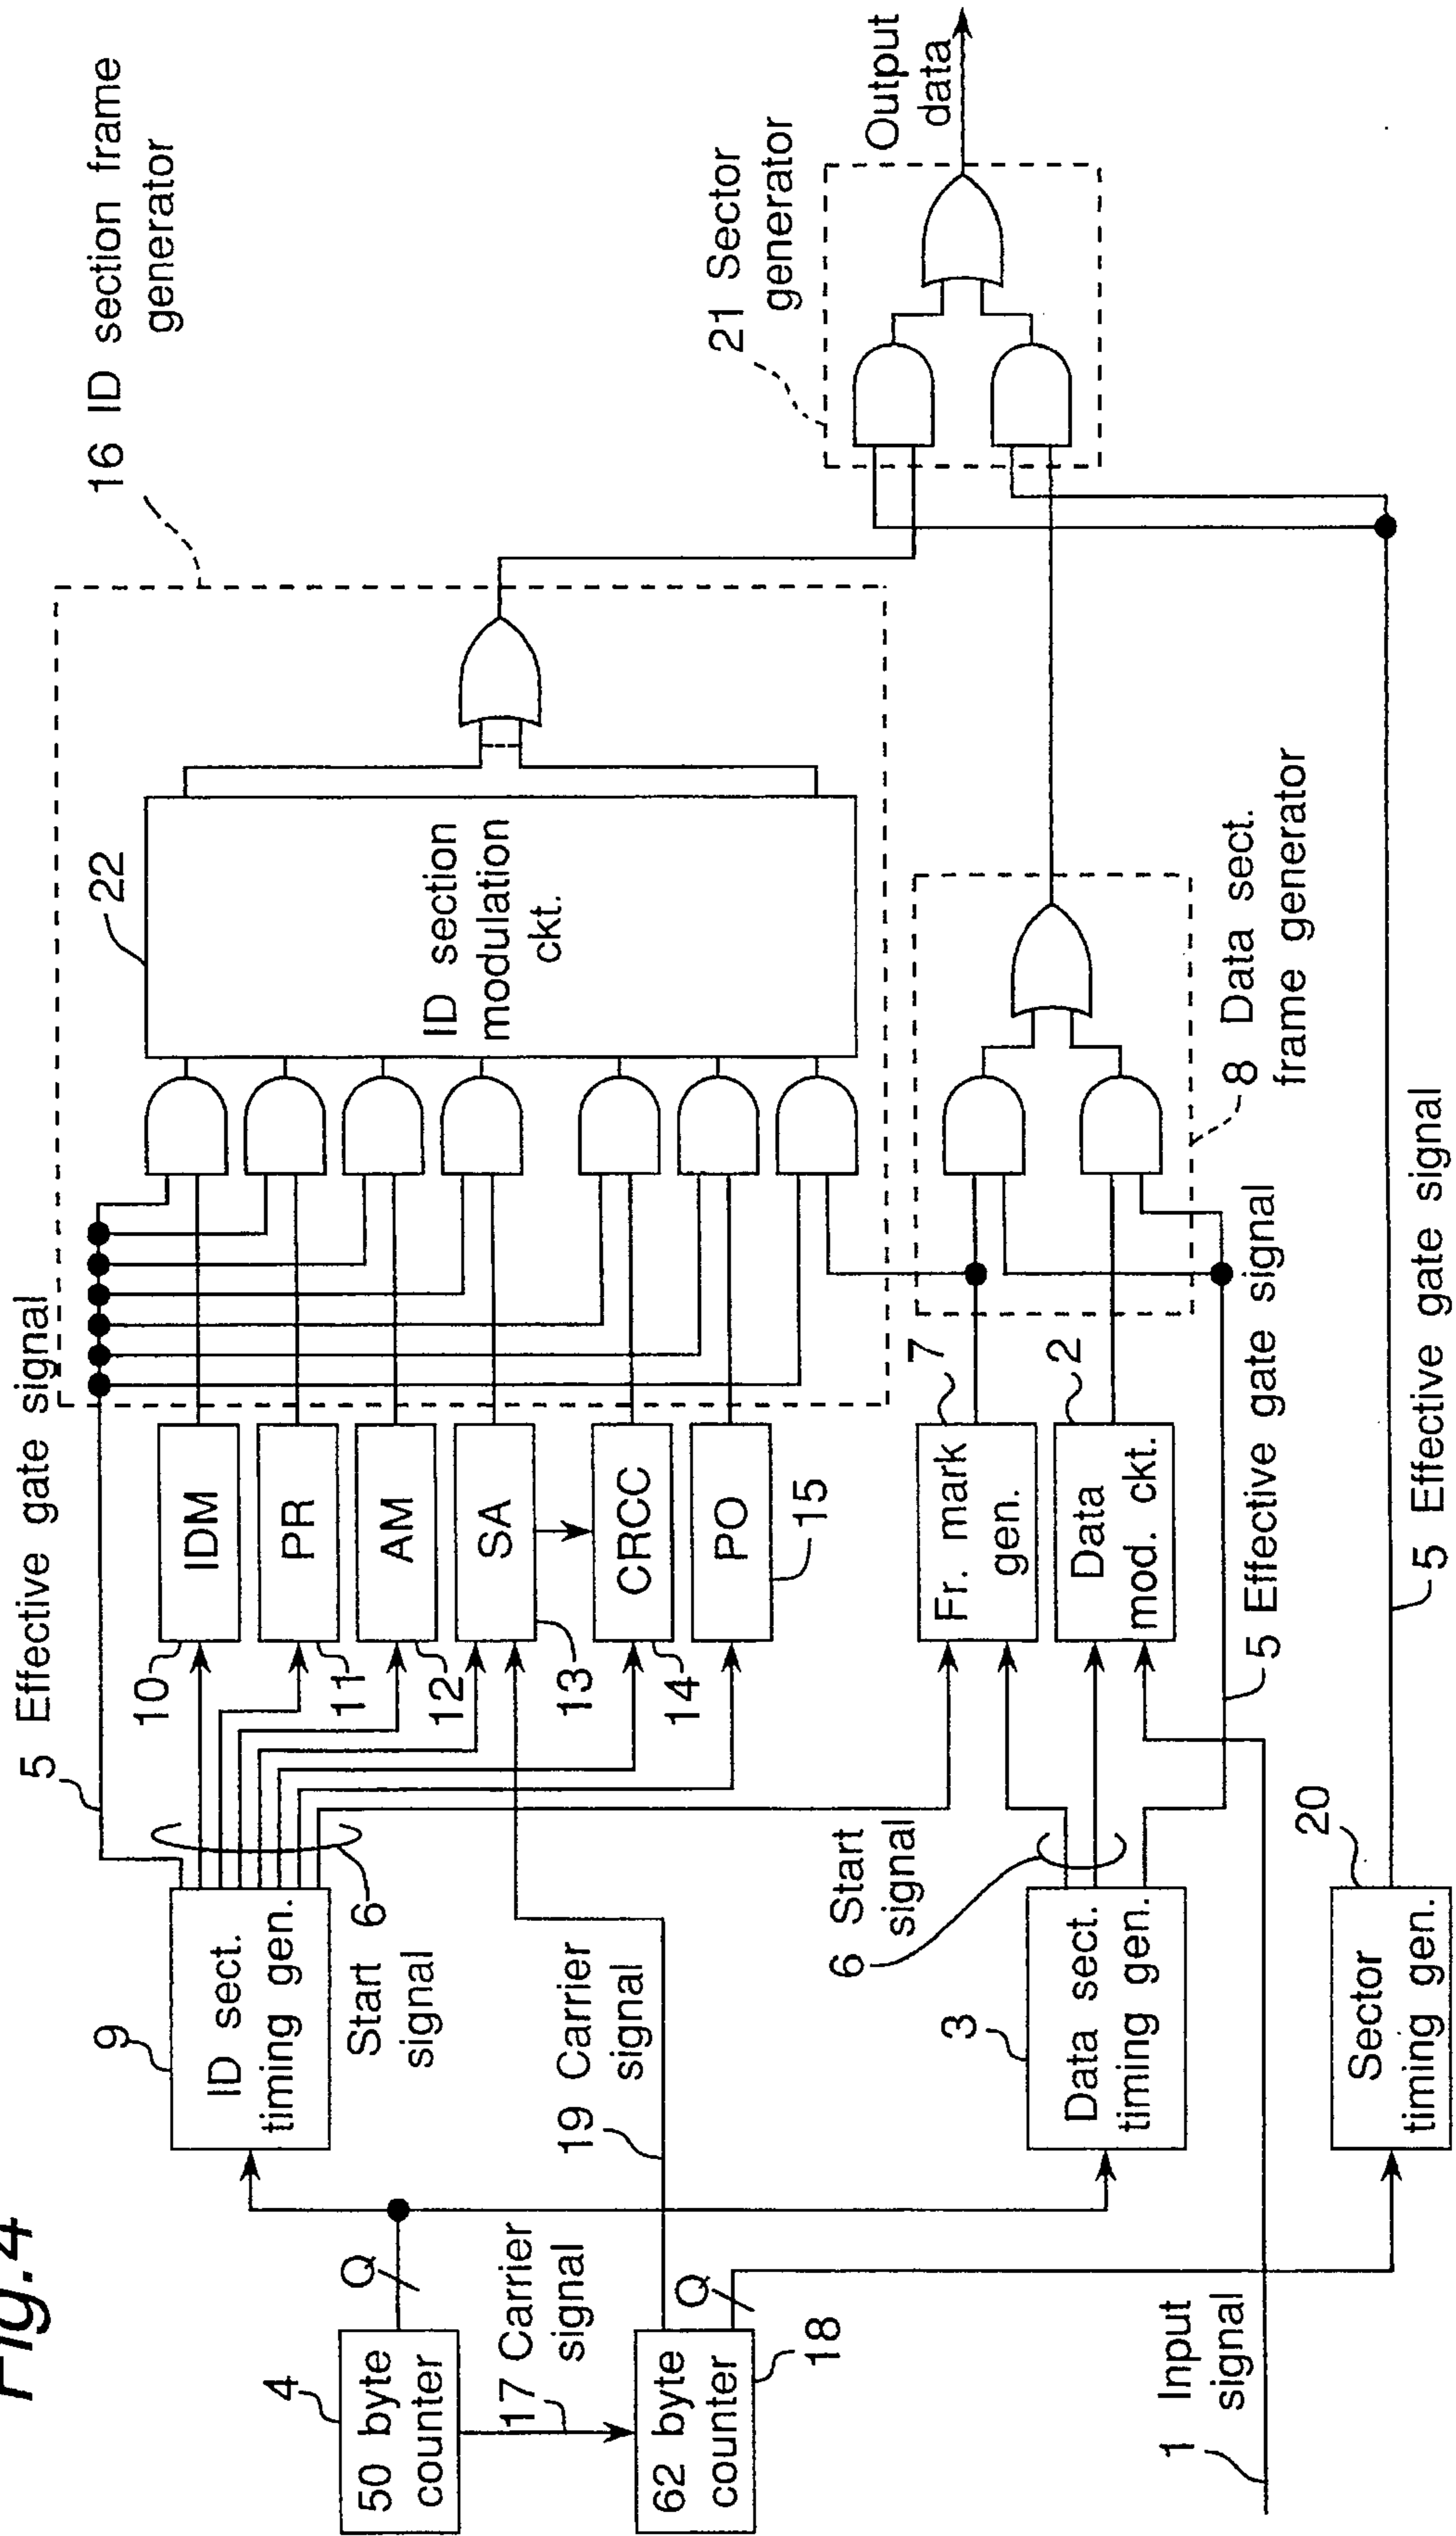 Fig.4
4
50 byte
counter
Q
17 Carrier
signal
62 byte
counter
18
Q
1 Input
signal
9
ID sect.
timing gen.
Start 6
signal
19 Carrier
signal
3
Data sect.
timing gen.
6 Start
signal
20
Sector
timing gen.
5 Effective gate signal
10
IDM
11
PR
12
AM
13
SA
14
CRCC
15
PO
7
Fr. mark
gen.
2
Data
mod. ckt.
5 Effective gate signal
5 Effective gate signal
22
ID section
modulation
ckt.
16 ID section frame
generator
8 Data sect.
frame generator
21 Sector
generator
Output
data